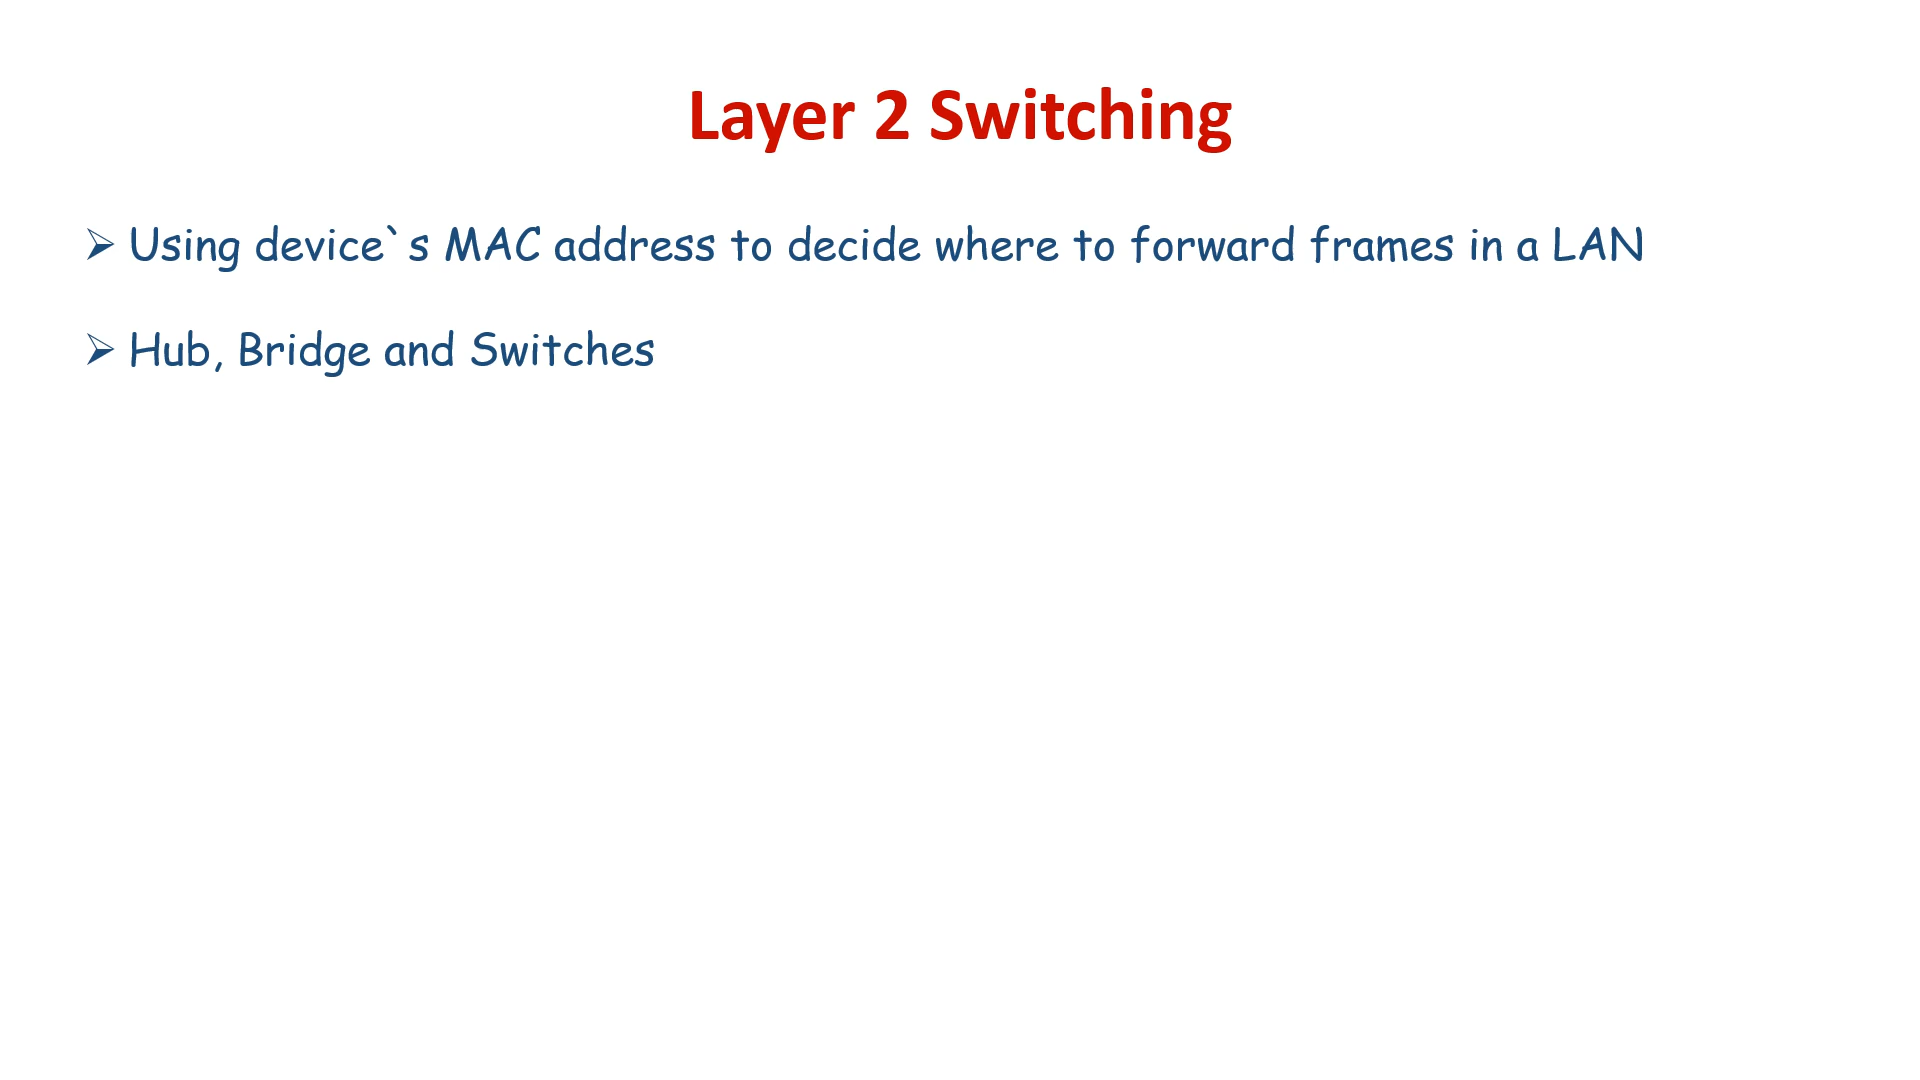 Layer 2 Switching
➢ Using device`s MAC address to decide where to forward frames in a LAN
➢ Hub, Bridge and Switches